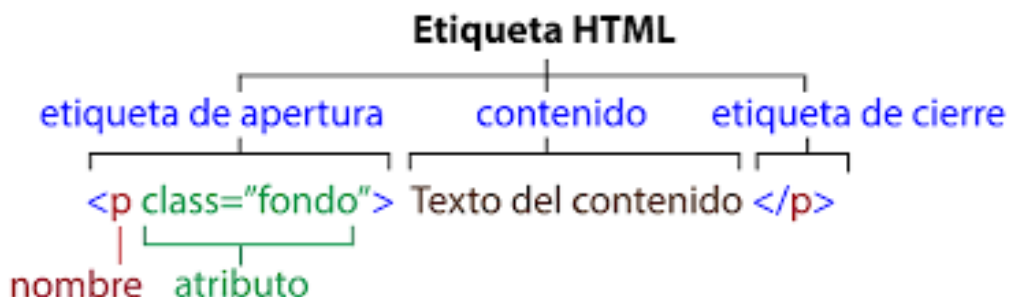 Etiqueta HTML
etiqueta de apertura contenido etiqueta de cierre
<p class=”fondo”> Texto del contenido </p>
nombre atributo